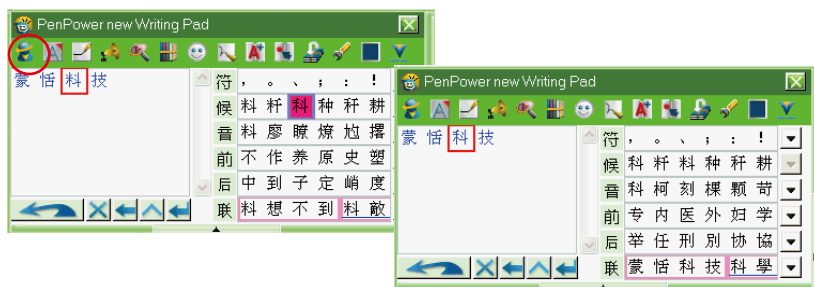 PenPower new Writing Pad
蒙 恬 料 技
符 ， 。 、 ； ： ！
候 料 籵 科 种 秆 耕
音 料 廖 瞭 燎 尥 撂
前 不 作 养 原 史 塑
后 中 到 子 定 峭 度
联 料 想 不 到 料 敵
PenPower new Writing Pad
蒙 恬 科 技
符 ， 。 、 ； ： ！
候 科 籵 料 种 秆 耕
音 科 柯 刻 棵 颗 苛
前 专 内 医 外 妇 学
后 举 任 刑 别 协 協
联 蒙 恬 科 技 科 學